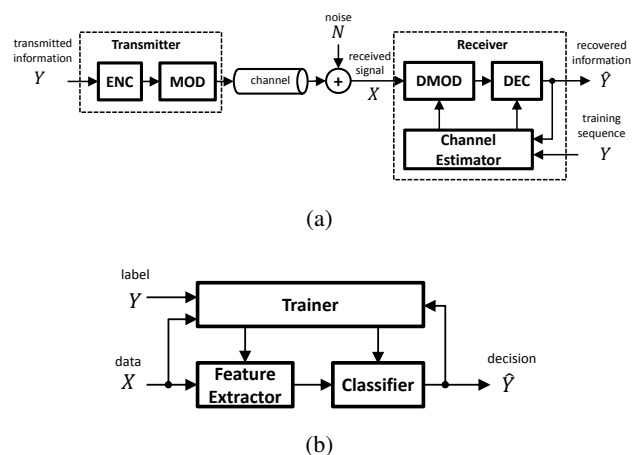 noise
N
transmitted
information
Y
Transmitter
ENC
MOD
channel
+
received
signal
X
Receiver
DMOD
DEC
recovered
information
Ŷ
Channel
Estimator
training
sequence
Y
(a)
label
Y
Trainer
data
X
Feature
Extractor
Classifier
decision
Ŷ
(b)